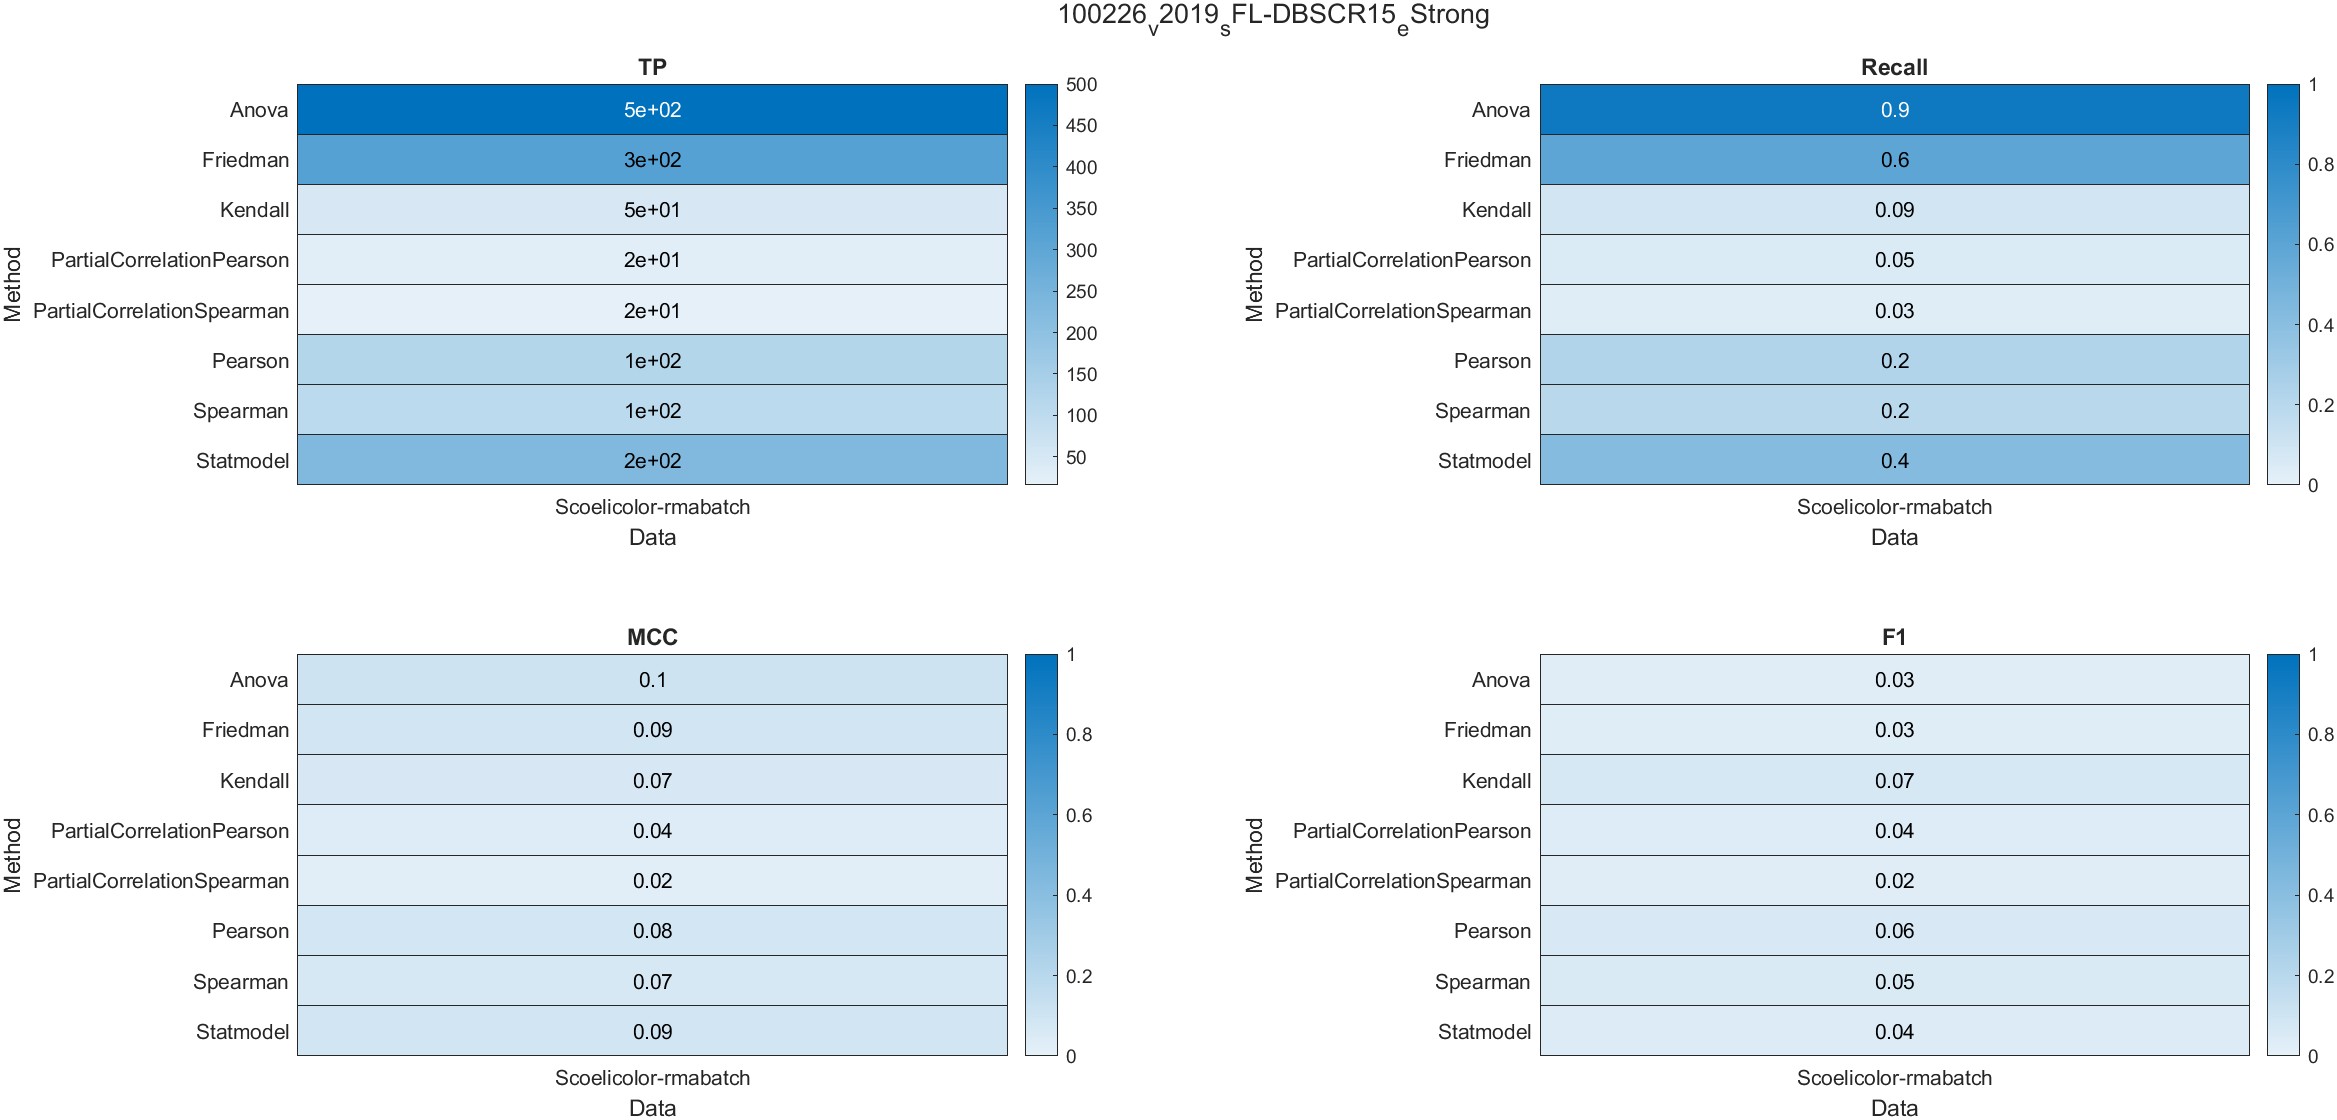 100226v2019sFL-DBSCR15eStrong
TP
Method
Anova 5e+02
Friedman 3e+02
Kendall 5e+01
PartialCorrelationPearson 2e+01
PartialCorrelationSpearman 2e+01
Pearson 1e+02
Spearman 1e+02
Statmodel 2e+02
500
450
400
350
300
250
200
150
100
50
Scoelicolor-rmabatch
Data
Recall
Method
Anova 0.9
Friedman 0.6
Kendall 0.09
PartialCorrelationPearson 0.05
PartialCorrelationSpearman 0.03
Pearson 0.2
Spearman 0.2
Statmodel 0.4
1
0.8
0.6
0.4
0.2
0
Scoelicolor-rmabatch
Data
MCC
Method
Anova 0.1
Friedman 0.09
Kendall 0.07
PartialCorrelationPearson 0.04
PartialCorrelationSpearman 0.02
Pearson 0.08
Spearman 0.07
Statmodel 0.09
1
0.8
0.6
0.4
0.2
0
Scoelicolor-rmabatch
Data
F1
Method
Anova 0.03
Friedman 0.03
Kendall 0.07
PartialCorrelationPearson 0.04
PartialCorrelationSpearman 0.02
Pearson 0.06
Spearman 0.05
Statmodel 0.04
1
0.8
0.6
0.4
0.2
0
Scoelicolor-rmabatch
Data